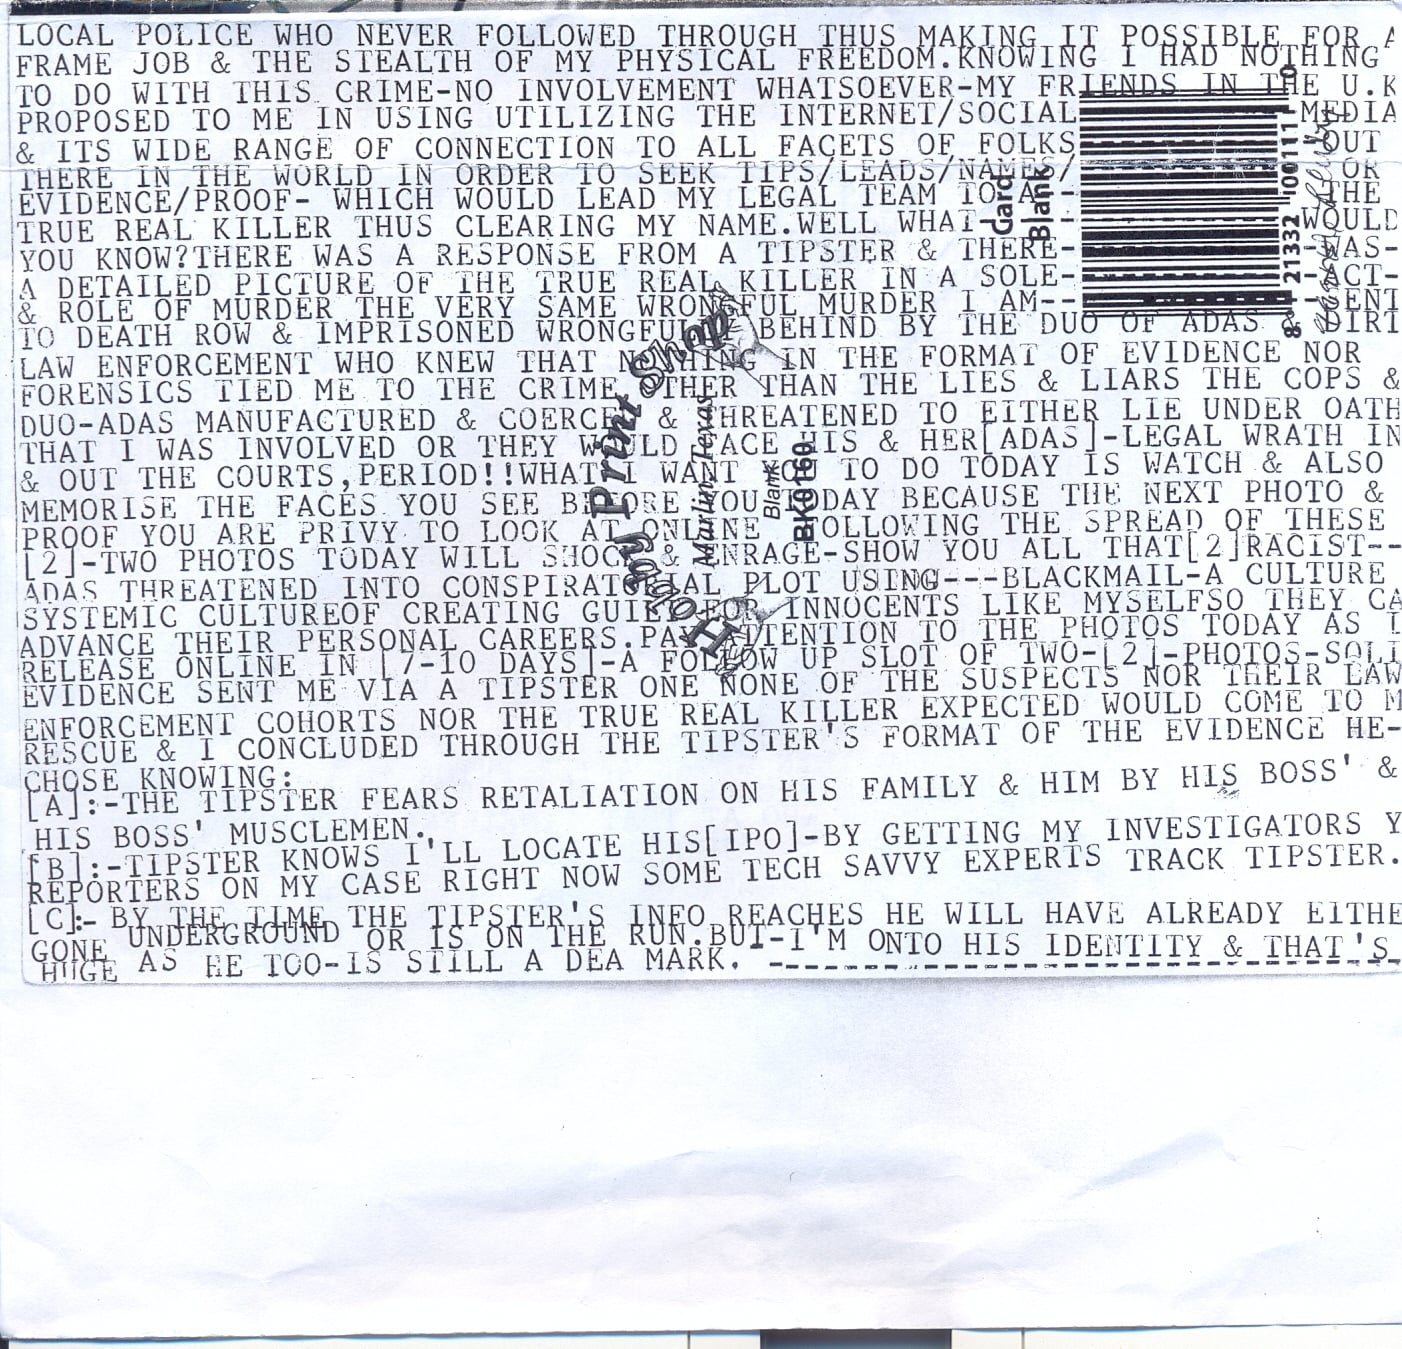 LOCAL POLICE WHO NEVER FOLLOWED THROUGH THUS MAKING IT POSSIBLE FOR A
FRAME JOB & THE STEALTH OF MY PHYSICAL FREEDOM.KNOWING I HAD NOTHING
TO DO WITH THIS CRIME-NO INVOLVEMENT WHATSOEVER-MY FRIENDS IN THE U.K
PROPOSED TO ME IN USING UTILIZING THE INTERNET/SOCIAL MEDIA
& ITS WIDE RANGE OF CONNECTION TO ALL FACETS OF FOLKS OUT
THERE IN THE WORLD IN ORDER TO SEEK TIPS/LEADS/NAMES/ OR
EVIDENCE/PROOF- WHICH WOULD LEAD MY LEGAL TEAM TO A - THE
TRUE REAL KILLER THUS CLEARING MY NAME.WELL WHAT WOULD
YOU KNOW?THERE WAS A RESPONSE FROM A TIPSTER & THERE- WAS-
A DETAILED PICTURE OF THE TRUE REAL KILLER IN A SOLE- ACT-
& ROLE OF MURDER THE VERY SAME WRONGFUL MURDER I AM--
TO DEATH ROW & IMPRISONED BEHIND BY THE DUO OF ADAS
LAW ENFORCEMENT WHO KNEW THAT NOTHING IN THE FORMAT OF EVIDENCE NOR
FORENSICS TIED ME TO THE CRIME OTHER THAN THE LIES & LIARS THE COPS &
DUO-ADAS MANUFACTURED & COERCED & THREATENED TO EITHER LIE UNDER OATH
THAT I WAS INVOLVED OR THEY WOULD FACE HIS & HER[ADAS]-LEGAL WRATH IN
& OUT THE COURTS,PERIOD!!WHAT I WANT YOU TO DO TODAY IS WATCH & ALSO
MEMORISE THE FACES YOU SEE BEFORE YOU TODAY BECAUSE THE NEXT PHOTO &
PROOF YOU ARE PRIVY TO LOOK AT ONLINE FOLLOWING THE SPREAD OF THESE
[2]-TWO PHOTOS TODAY WILL SHOCK & ENRAGE-SHOW YOU ALL THAT[2]RACIST--
ADAS THREATENED INTO CONSPIRATORIAL PLOT USING---BLACKMAIL-A CULTURE
SYSTEMIC CULTUREOF CREATING GUILT FOR INNOCENTS LIKE MYSELFSO THEY CA
ADVANCE THEIR PERSONAL CAREERS.PAY ATTENTION TO THE PHOTOS TODAY AS I
RELEASE ONLINE IN [7-10 DAYS]-A FOLLOW UP SLOT OF TWO-[2]-PHOTOS-SOLI
EVIDENCE SENT ME VIA A TIPSTER ONE NONE OF THE SUSPECTS NOR THEIR LAW
ENFORCEMENT COHORTS NOR THE TRUE REAL KILLER EXPECTED WOULD COME TO M
RESCUE & I CONCLUDED THROUGH THE TIPSTER'S FORMAT OF THE EVIDENCE HE-
CHOSE KNOWING:
[A]:-THE TIPSTER FEARS RETALIATION ON HIS FAMILY & HIM BY HIS BOSS' &
HIS BOSS' MUSCLEMEN.
[B]:-TIPSTER KNOWS I'LL LOCATE HIS[IPO]-BY GETTING MY INVESTIGATORS Y
REPORTERS ON MY CASE RIGHT NOW SOME TECH SAVVY EXPERTS TRACK TIPSTER.
[C]:- BY THE TIME THE TIPSTER'S INFO REACHES HE WILL HAVE ALREADY EITHE
GONE UNDERGROUND OR IS ON THE RUN.BUT-I'M ONTO HIS IDENTITY & THAT'S
HUGE AS HE TOO-IS STILL A DEA MARK. -
Hobby Print Shop
Marlin, Texas
Blank
BK0160
Gard
Blank
8 21332 00111 0